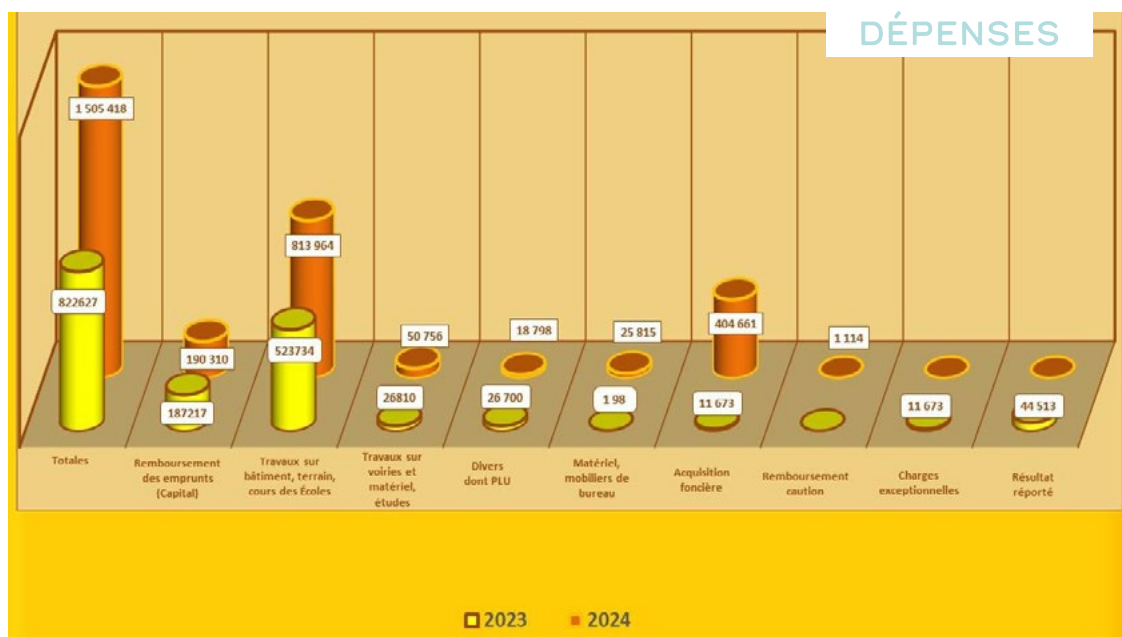 DÉPENSES
1 505 418
822627
190 310
187217
813 964
523734
50 756
26810
18 798
26 700
25 815
1 98
404 661
11 673
1 114
11 673
44 513
Totales
Remboursement
des emprunts
(Capital)
Travaux sur
bâtiment, terrain,
cours des Écoles
Travaux sur
voiries et
matériel,
études
Divers
dont PLU
Matériel,
mobiliers de
bureau
Acquisition
foncière
Remboursement
caution
Charges
exceptionnelles
Résultat
réporté
2023
2024